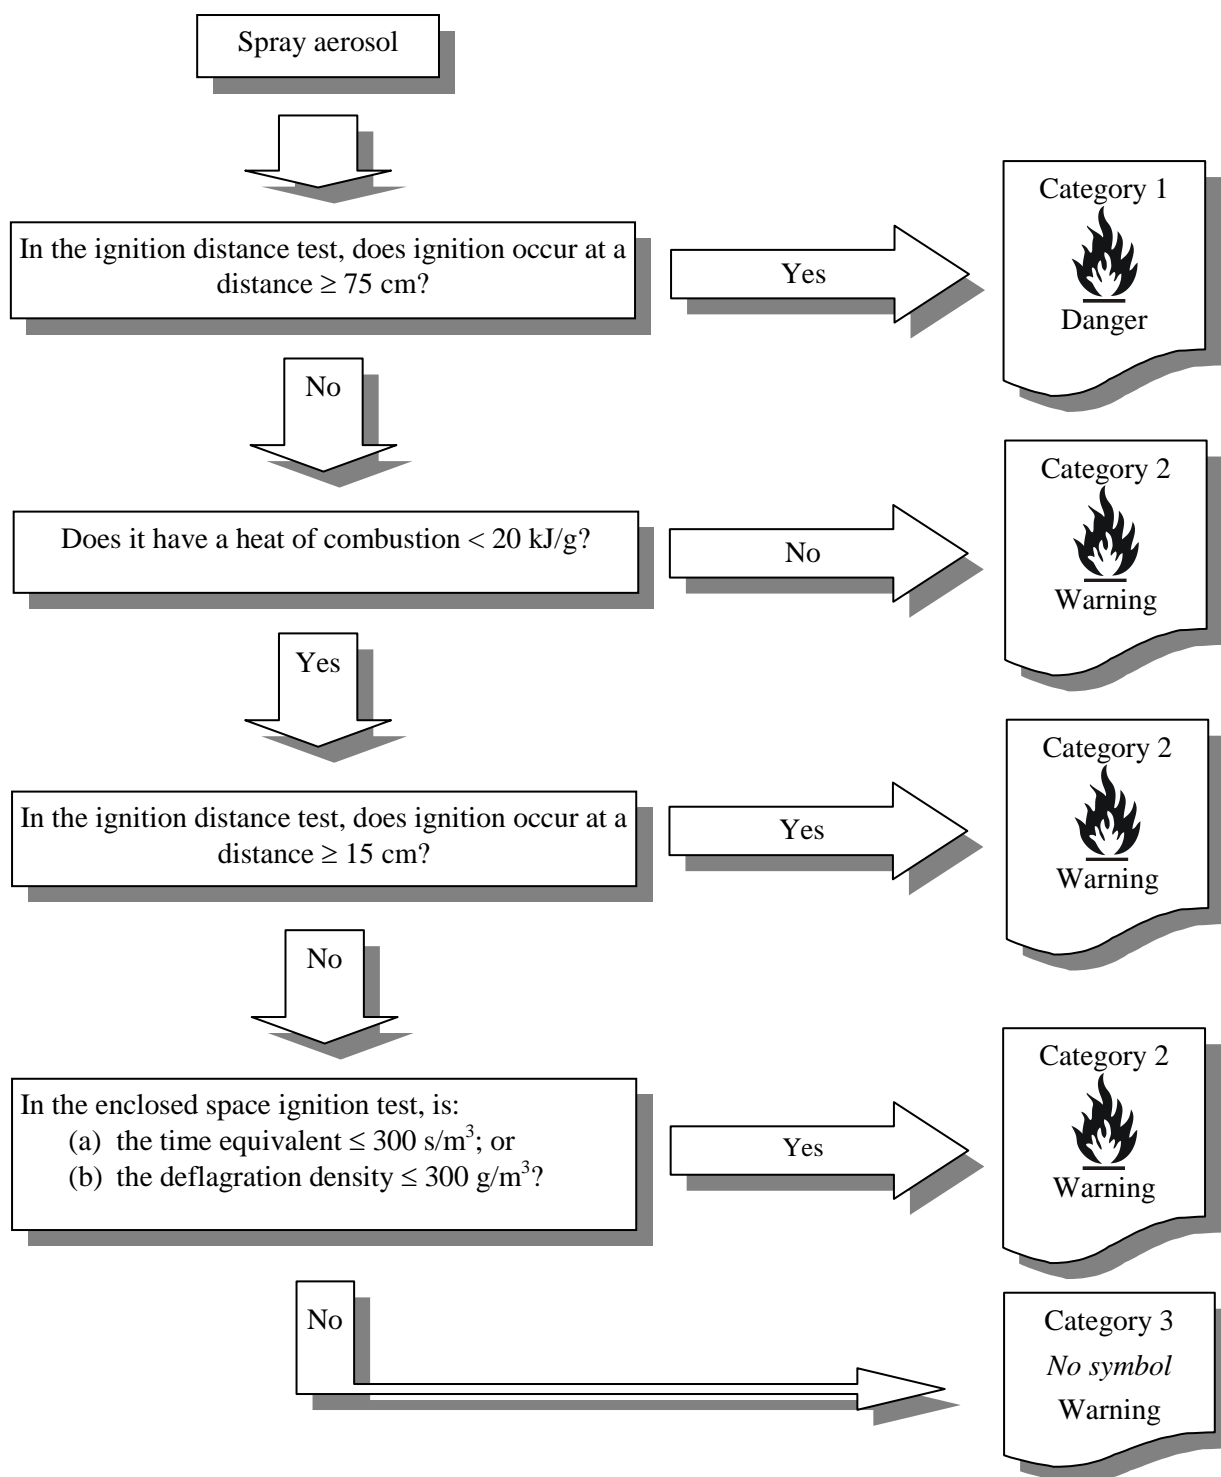 Spray aerosol
In the ignition distance test, does ignition occur at a
distance ≥ 75 cm?
Yes
Category 1
Danger
No
Does it have a heat of combustion < 20 kJ/g?
No
Category 2
Warning
Yes
In the ignition distance test, does ignition occur at a
distance ≥ 15 cm?
Yes
Category 2
Warning
No
In the enclosed space ignition test, is:
(a) the time equivalent ≤ 300 s/m³; or
(b) the deflagration density ≤ 300 g/m³?
Yes
Category 2
Warning
No
Category 3
No symbol
Warning